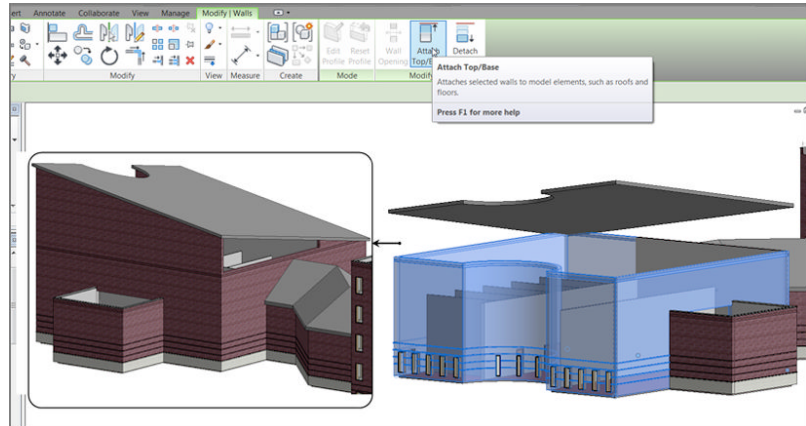 Annotate Collaborate View Manage Modify | Walls
Edit Profile Reset Profile Wall Opening Attach Top/B Detach
Modify View Measure Create Mode Modify
Attach Top/Base
Attaches selected walls to model elements, such as roofs and
floors.
Press F1 for more help